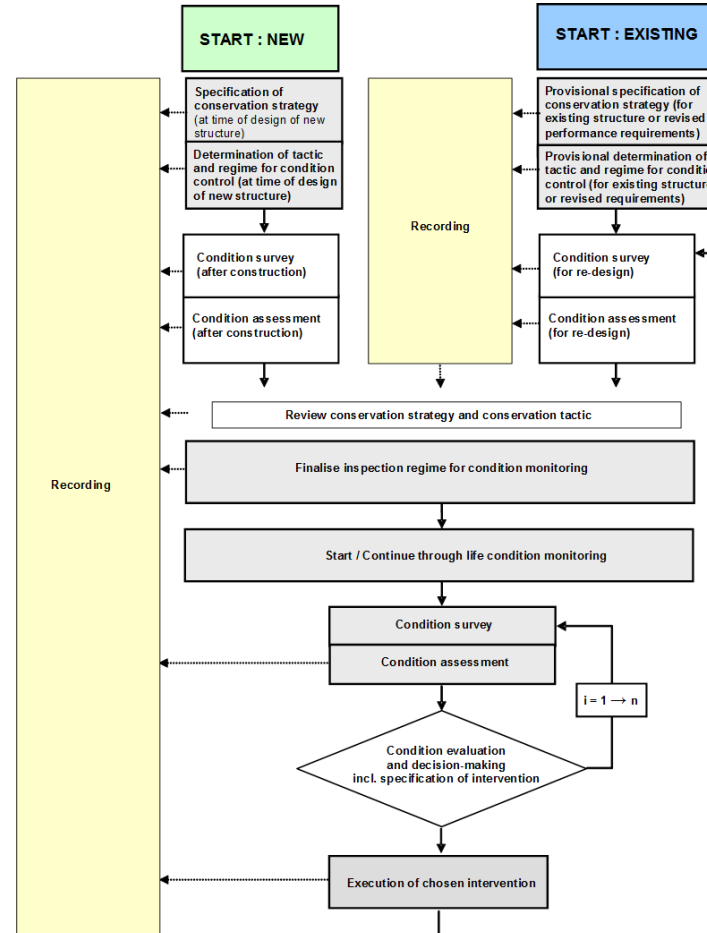 START : NEW
START : EXISTING
Specification of
conservation strategy
(at time of design of new
structure)
Determination of tactic
and regime for condition
control (at time of design
of new structure)
Provisional specification of
conservation strategy (for
existing structure or revised
performance requirements)
Provisional determination of
tactic and regime for conditio
control (for existing structure
or revised requirements)
Recording
Condition survey
(after construction)
Condition assessment
(after construction)
Condition survey
(for re-design)
Condition assessment
(for re-design)
Review conservation strategy and conservation tactic
Recording
Finalise inspection regime for condition monitoring
Start / Continue through life condition monitoring
Condition survey
Condition assessment
i = 1 → n
Condition evaluation
and decision-making
incl. specification of intervention
Execution of chosen intervention